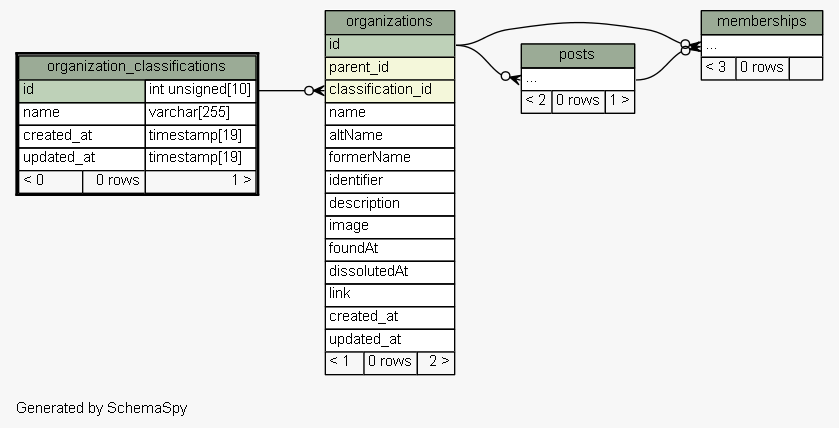 organization_classifications
id int unsigned[10]
name varchar[255]
created_at timestamp[19]
updated_at timestamp[19]
< 0 0 rows 1 >
organizations
id
parent_id
classification_id
name
altName
formerName
identifier
description
image
foundAt
dissolutedAt
link
created_at
updated_at
< 1 0 rows 2 >
posts
...
< 2 0 rows 1 >
memberships
...
< 3 0 rows
Generated by SchemaSpy